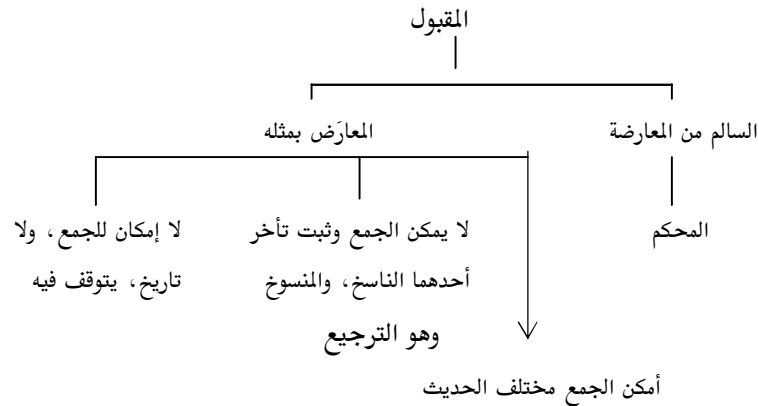 المقبول
السالم من المعارضة
المعارَض بمثله
المحكم
لا يمكن الجمع وثبت تأخر
أحدهما الناسخ، والمنسوخ
وهو الترجيع
لا إمكان للجمع، ولا
تاريخ، يتوقف فيه
أمكن الجمع مختلف الحديث